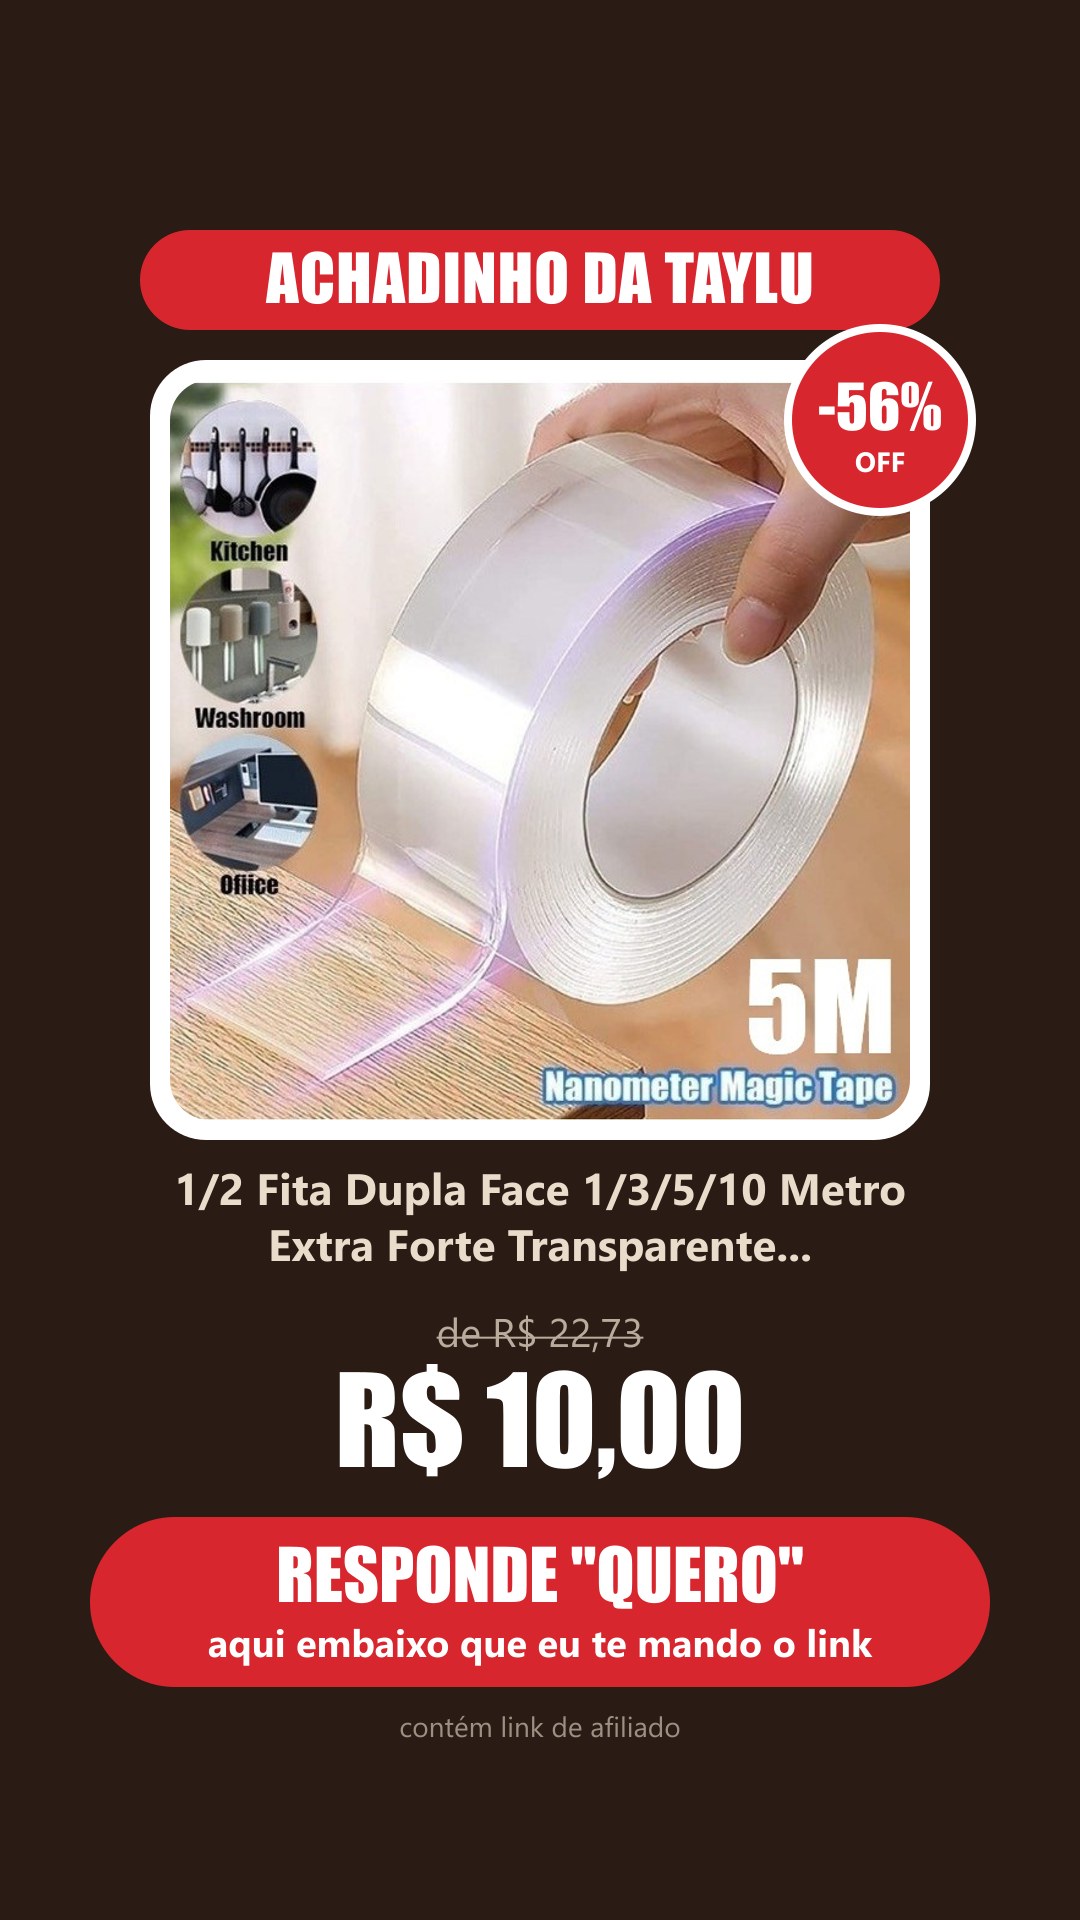 ACHADINHO DA TAYLU
-56%
OFF
Kitchen
Washroom
Ofiice
5M
Nanometer Magic Tape
1/2 Fita Dupla Face 1/3/5/10 Metro
Extra Forte Transparente...
de R$ 22,73
R$ 10,00
RESPONDE "QUERO"
aqui embaixo que eu te mando o link
contém link de afiliado